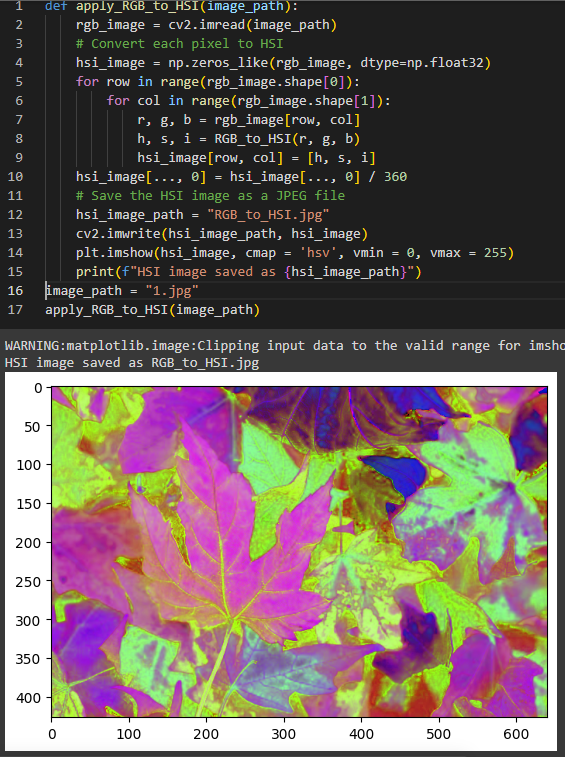 1 def apply_RGB_to_HSI(image_path):
2     rgb_image = cv2.imread(image_path)
3     # Convert each pixel to HSI
4     hsi_image = np.zeros_like(rgb_image, dtype=np.float32)
5     for row in range(rgb_image.shape[0]):
6         for col in range(rgb_image.shape[1]):
7             r, g, b = rgb_image[row, col]
8             h, s, i = RGB_to_HSI(r, g, b)
9             hsi_image[row, col] = [h, s, i]
10     hsi_image[..., 0] = hsi_image[..., 0] / 360
11     # Save the HSI image as a JPEG file
12     hsi_image_path = "RGB_to_HSI.jpg"
13     cv2.imwrite(hsi_image_path, hsi_image)
14     plt.imshow(hsi_image, cmap = 'hsv', vmin = 0, vmax = 255)
15     print(f"HSI image saved as {hsi_image_path}")
16 image_path = "1.jpg"
17 apply_RGB_to_HSI(image_path)
WARNING:matplotlib.image:Clipping input data to the valid range for imsho
HSI image saved as RGB_to_HSI.jpg
0
50
100
150
200
250
300
350
400
0 100 200 300 400 500 600